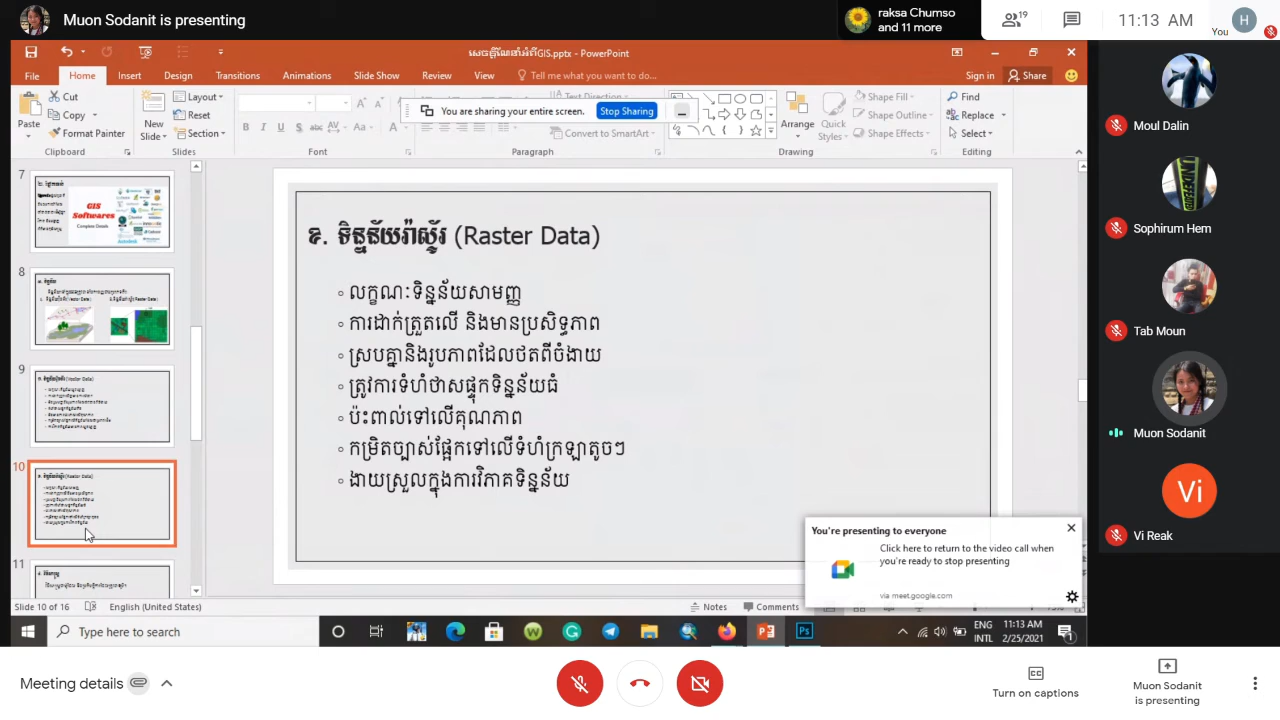 Muon Sodanit is presenting
raksa Chumso
and 11 more
19
11:13 AM
You
H
សេចក្តីណែនាំអំពីGIS.pptx - PowerPoint
File
Home
Insert
Design
Transitions
Animations
Slide Show
Review
View
Tell me what you want to do...
Sign in
Share
Paste
Cut
Copy
Format Painter
Clipboard
New
Slide
Layout
Reset
Section
Slides
Font
You are sharing your entire screen.
Stop Sharing
Convert to SmartArt
Paragraph
Arrange
Quick
Styles
Shape Fill
Shape Outline
Shape Effects
Drawing
Find
Replace
Select
Editing
7
GIS
Softwares
Complete Details
8
9
10
11
ខ. ទិន្នន័យរ៉ាស្ទ័រ (Raster Data)
◦ លក្ខណៈទិន្នន័យសាមញ្ញ
◦ ការដាក់ត្រួតលើ និងមានប្រសិទ្ធភាព
◦ ស្របគ្នានិងរូបភាពដែលថតពីចំងាយ
◦ ត្រូវការទំហំថាសផ្ទុកទិន្នន័យធំ
◦ ប៉ះពាល់ទៅលើគុណភាព
◦ កម្រិតច្បាស់ផ្អែកទៅលើទំហំក្រឡាតូចៗ
◦ ងាយស្រួលក្នុងការវិភាគទិន្នន័យ
You're presenting to everyone
Click here to return to the video call when
you're ready to stop presenting
via meet.google.com
Slide 10 of 16
English (United States)
Notes
Comments
Type here to search
ENG
INTL
11:13 AM
2/25/2021
1
Moul Dalin
Sophirum Hem
Tab Moun
Muon Sodanit
Vi
Vi Reak
Meeting details
Turn on captions
Muon Sodanit
is presenting